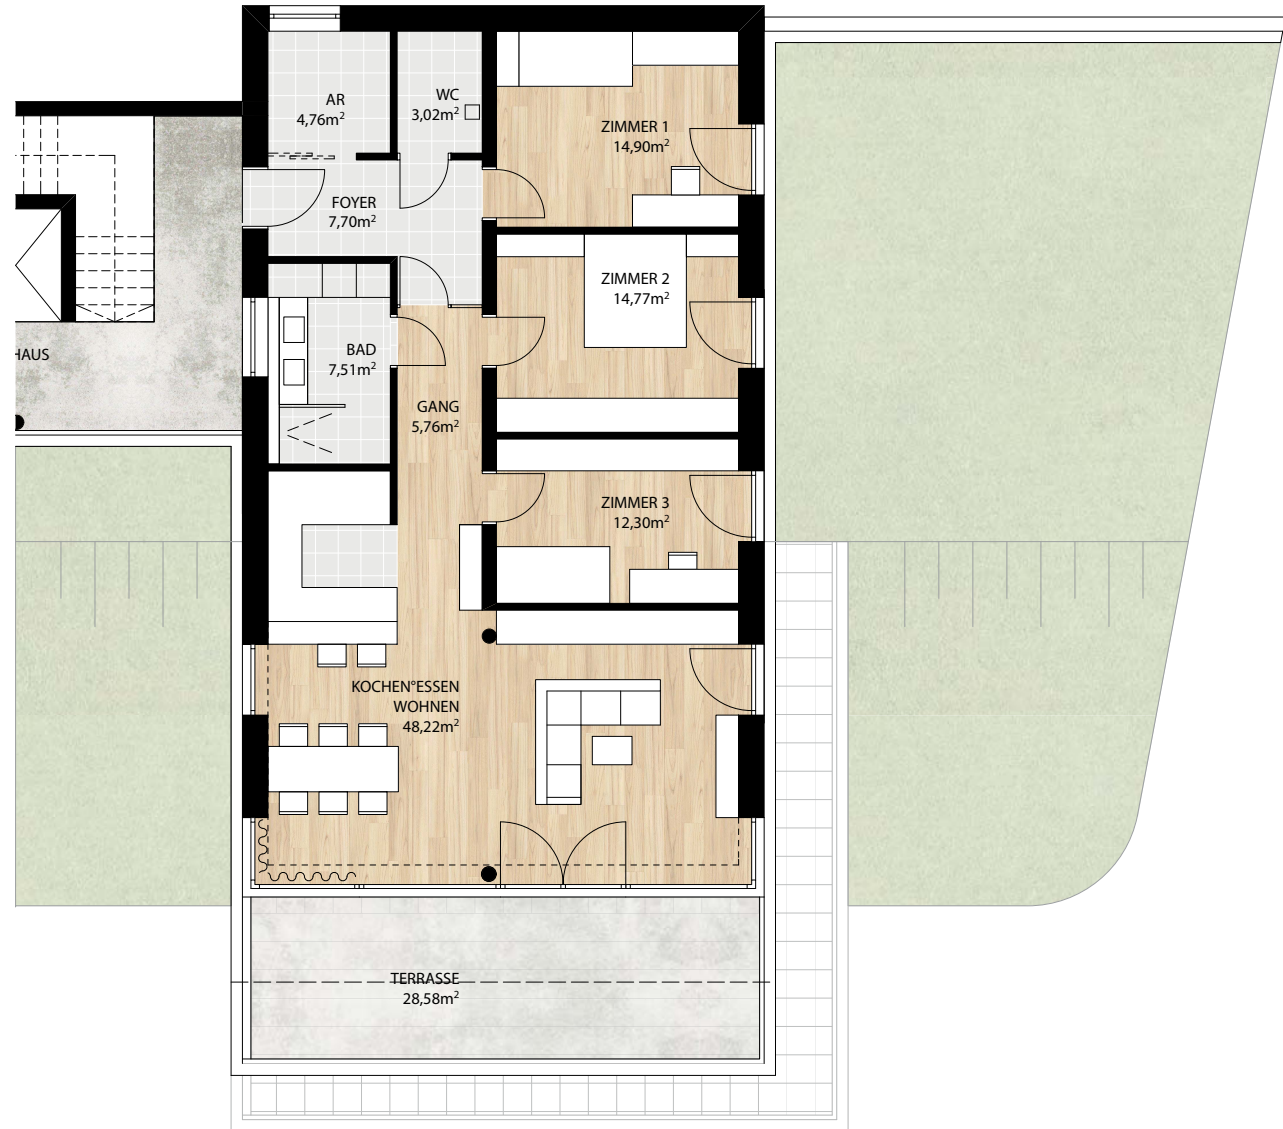 AR
4,76m²
WC
3,02m²
ZIMMER 1
14,90m²
FOYER
7,70m²
ZIMMER 2
14,77m²
HAUS
BAD
7,51m²
GANG
5,76m²
ZIMMER 3
12,30m²
KOCHEN°ESSEN
WOHNEN
48,22m²
TERRASSE
28,58m²